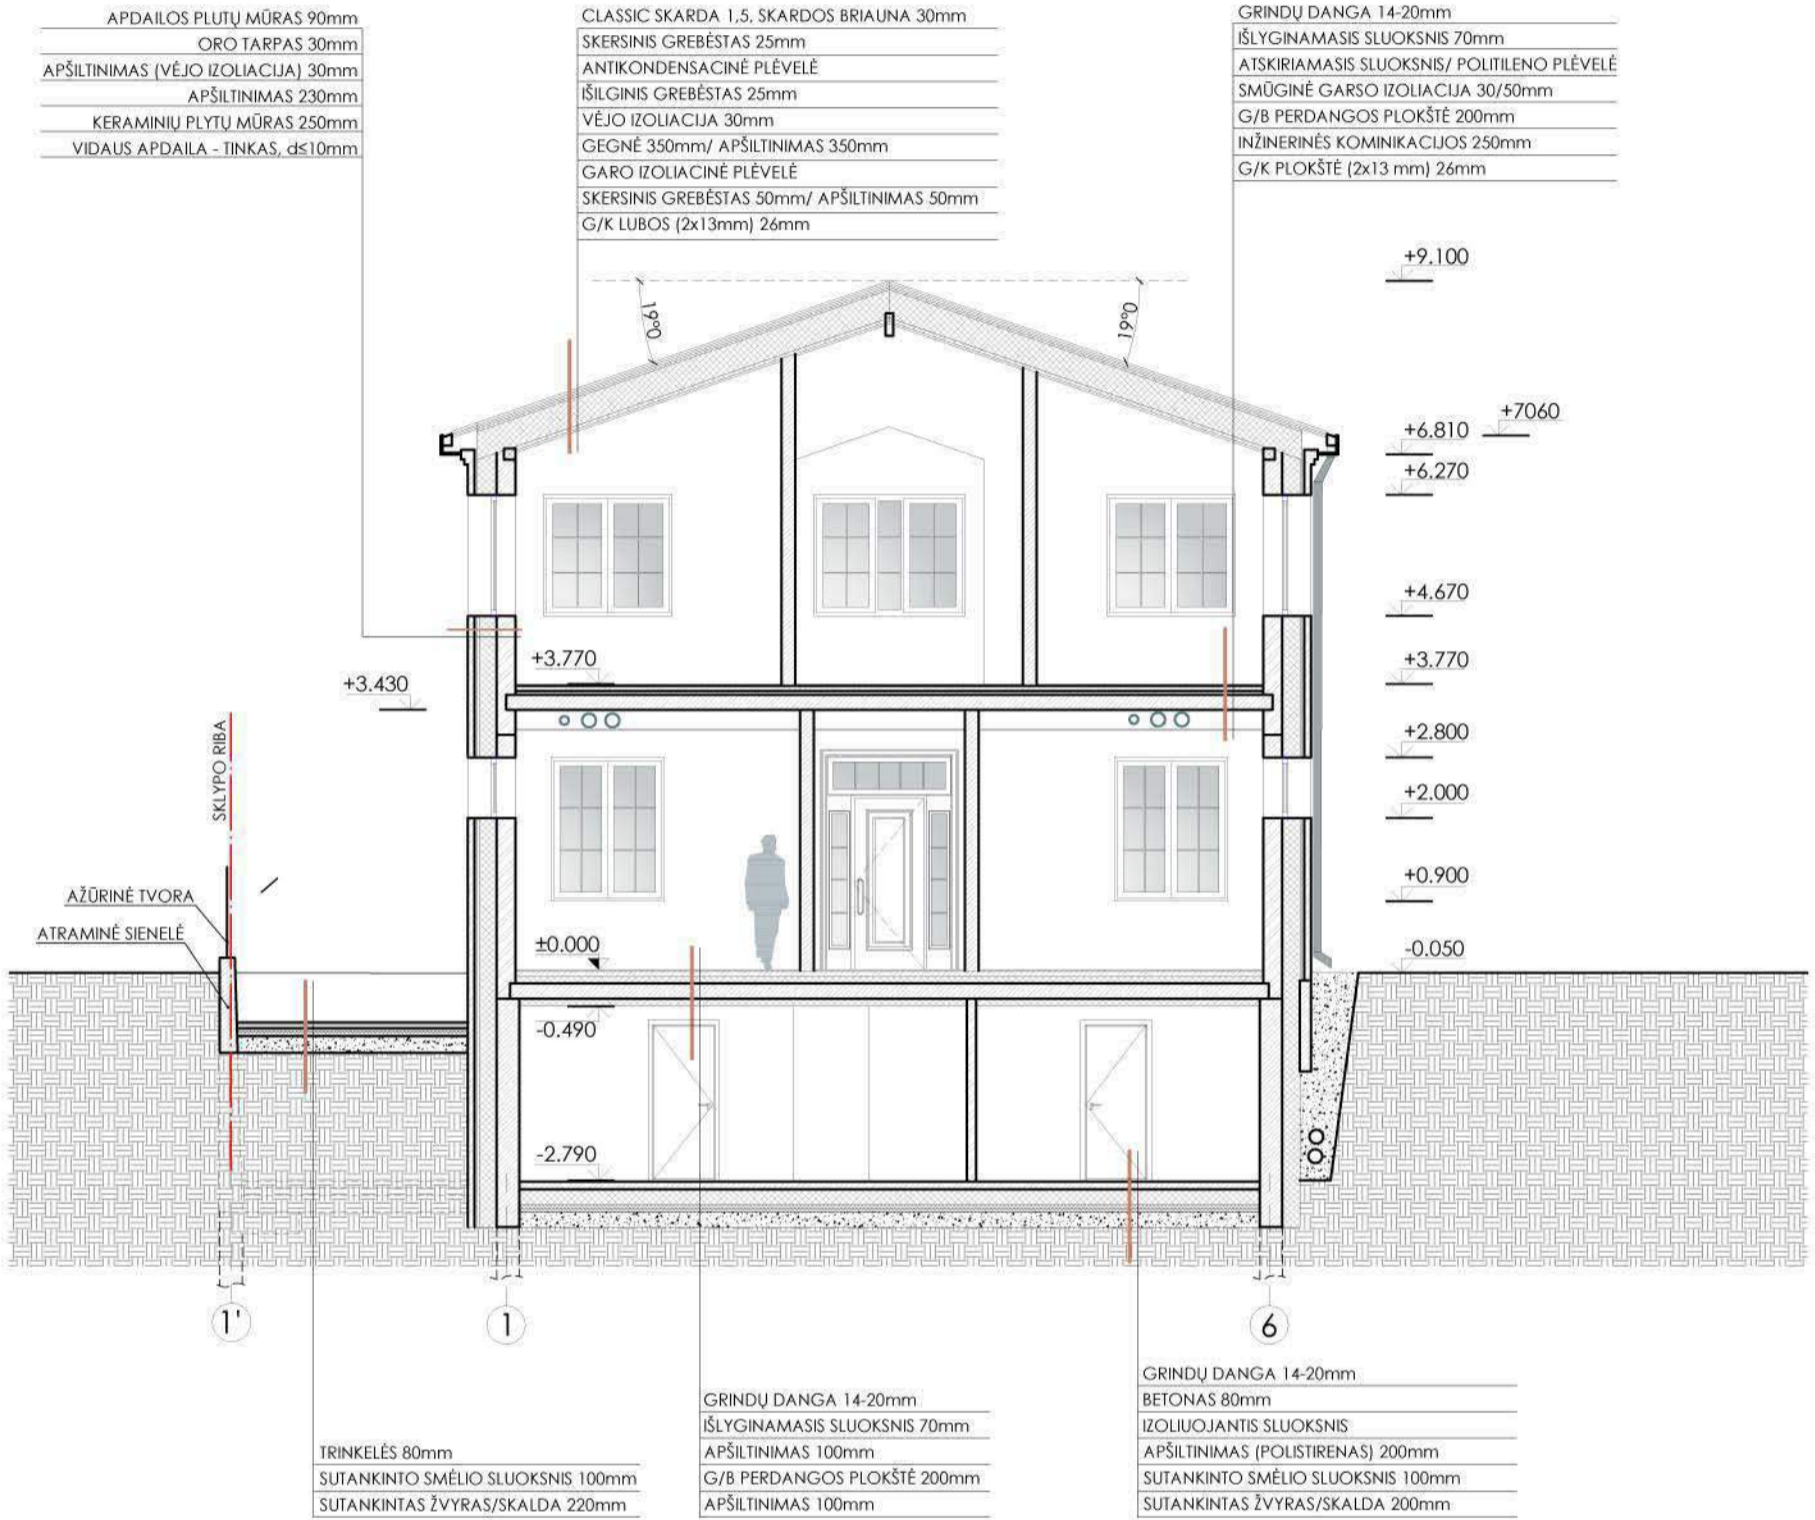 APDAILOS PLUTŲ MŪRAS 90mm
ORO TARPAS 30mm
APŠILTINIMAS (VĖJO IZOLIACIJA) 30mm
APŠILTINIMAS 230mm
KERAMINIŲ PLYTŲ MŪRAS 250mm
VIDAUS APDAILA - TINKAS, d≤10mm
CLASSIC SKARDA 1,5, SKARDOS BRIAUNA 30mm
SKERSINIS GREBĖSTAS 25mm
ANTIKONDENSACINĖ PLĖVELĖ
IŠILGINIS GREBĖSTAS 25mm
VĖJO IZOLIACIJA 30mm
GEGNĖ 350mm/ APŠILTINIMAS 350mm
GARO IZOLIACINĖ PLĖVELĖ
SKERSINIS GREBĖSTAS 50mm/ APŠILTINIMAS 50mm
G/K LUBOS (2x13mm) 26mm
GRINDŲ DANGA 14-20mm
IŠLYGINAMASIS SLUOKSNIS 70mm
ATSKIRIAMASIS SLUOKSNIS/ POLITILENO PLĖVELĖ
SMŪGINĖ GARSO IZOLIACIJA 30/50mm
G/B PERDANGOS PLOKŠTĖ 200mm
INŽINERINĖS KOMINIKACIJOS 250mm
G/K PLOKŠTĖ (2x13 mm) 26mm
+9.100
19°0
19°0
+7060
+6.810
+6.270
+4.670
+3.770
+3.770
+3.430
+2.800
+2.000
+0.900
-0.050
SKLYPO RIBA
AŽŪRINĖ TVORA
ATRAMINĖ SIENELĖ
±0.000
-0.490
-2.790
1'
1
6
TRINKELĖS 80mm
SUTANKINTO SMĖLIO SLUOKSNIS 100mm
SUTANKINTAS ŽVYRAS/SKALDA 220mm
GRINDŲ DANGA 14-20mm
IŠLYGINAMASIS SLUOKSNIS 70mm
APŠILTINIMAS 100mm
G/B PERDANGOS PLOKŠTĖ 200mm
APŠILTINIMAS 100mm
GRINDŲ DANGA 14-20mm
BETONAS 80mm
IZOLIUOJANTIS SLUOKSNIS
APŠILTINIMAS (POLISTIRENAS) 200mm
SUTANKINTO SMĖLIO SLUOKSNIS 100mm
SUTANKINTAS ŽVYRAS/SKALDA 200mm